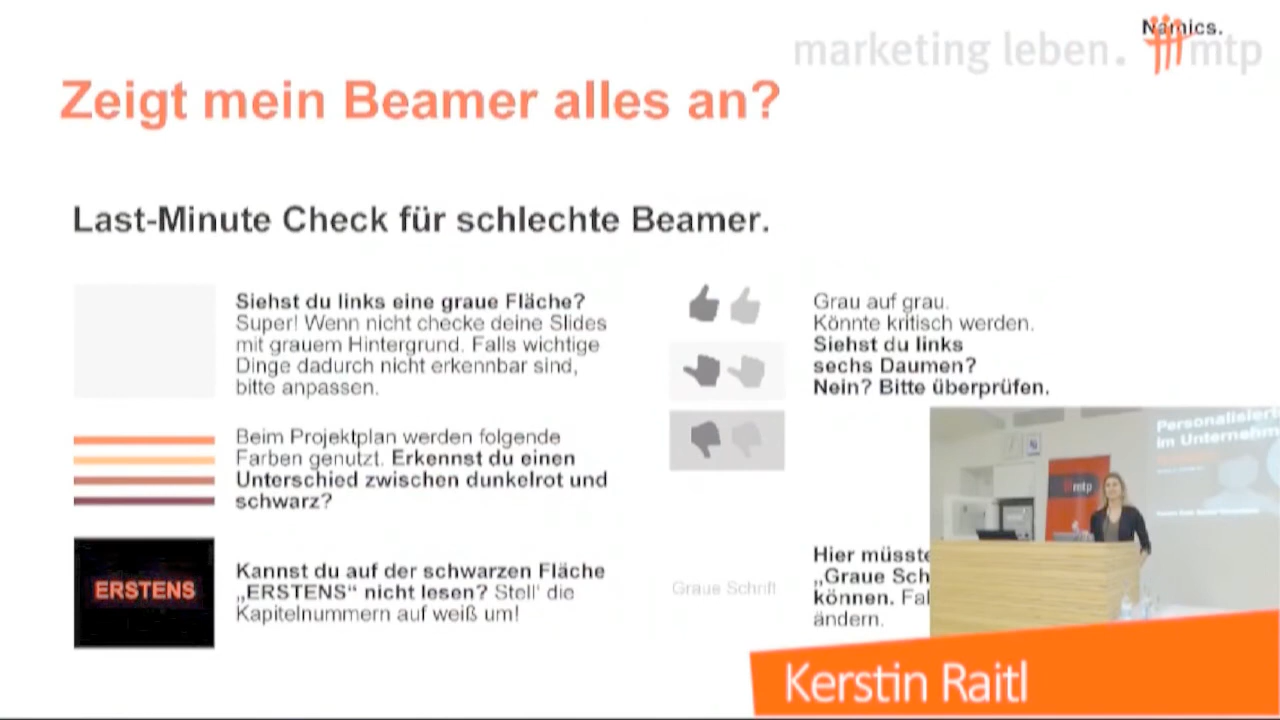 Namics.
marketing leben. mtp
Zeigt mein Beamer alles an?
Last-Minute Check für schlechte Beamer.
Siehst du links eine graue Fläche?
Super! Wenn nicht checke deine Slides
mit grauem Hintergrund. Falls wichtige
Dinge dadurch nicht erkennbar sind,
bitte anpassen.
Beim Projektplan werden folgende
Farben genutzt. Erkennst du einen
Unterschied zwischen dunkelrot und
schwarz?
ERSTENS
Kannst du auf der schwarzen Fläche
„ERSTENS“ nicht lesen? Stell' die
Kapitelnummern auf weiß um!
Grau auf grau.
Könnte kritisch werden.
Siehst du links
sechs Daumen?
Nein? Bitte überprüfen.
Graue Schrift
Hier müsste
„Graue Sch
können. Fal
ändern.
mtp
Personalisiert
im Unternehm
Kerstin Raitl